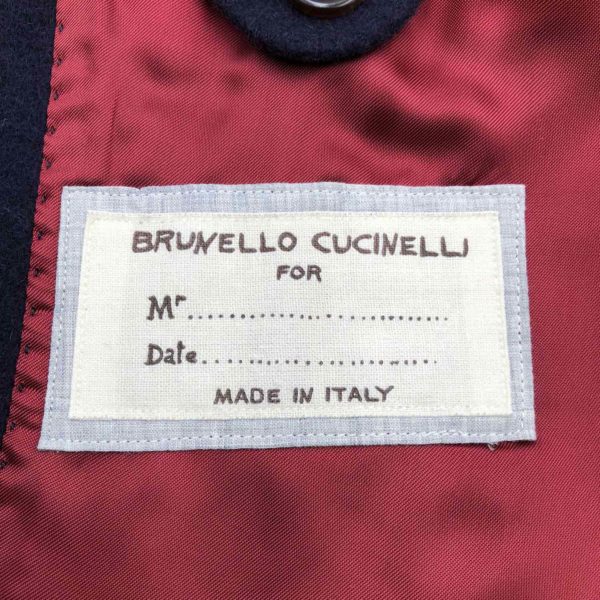 BRUNELLO CUCINELLI
FOR
Mr..............................
Date..............................
MADE IN ITALY